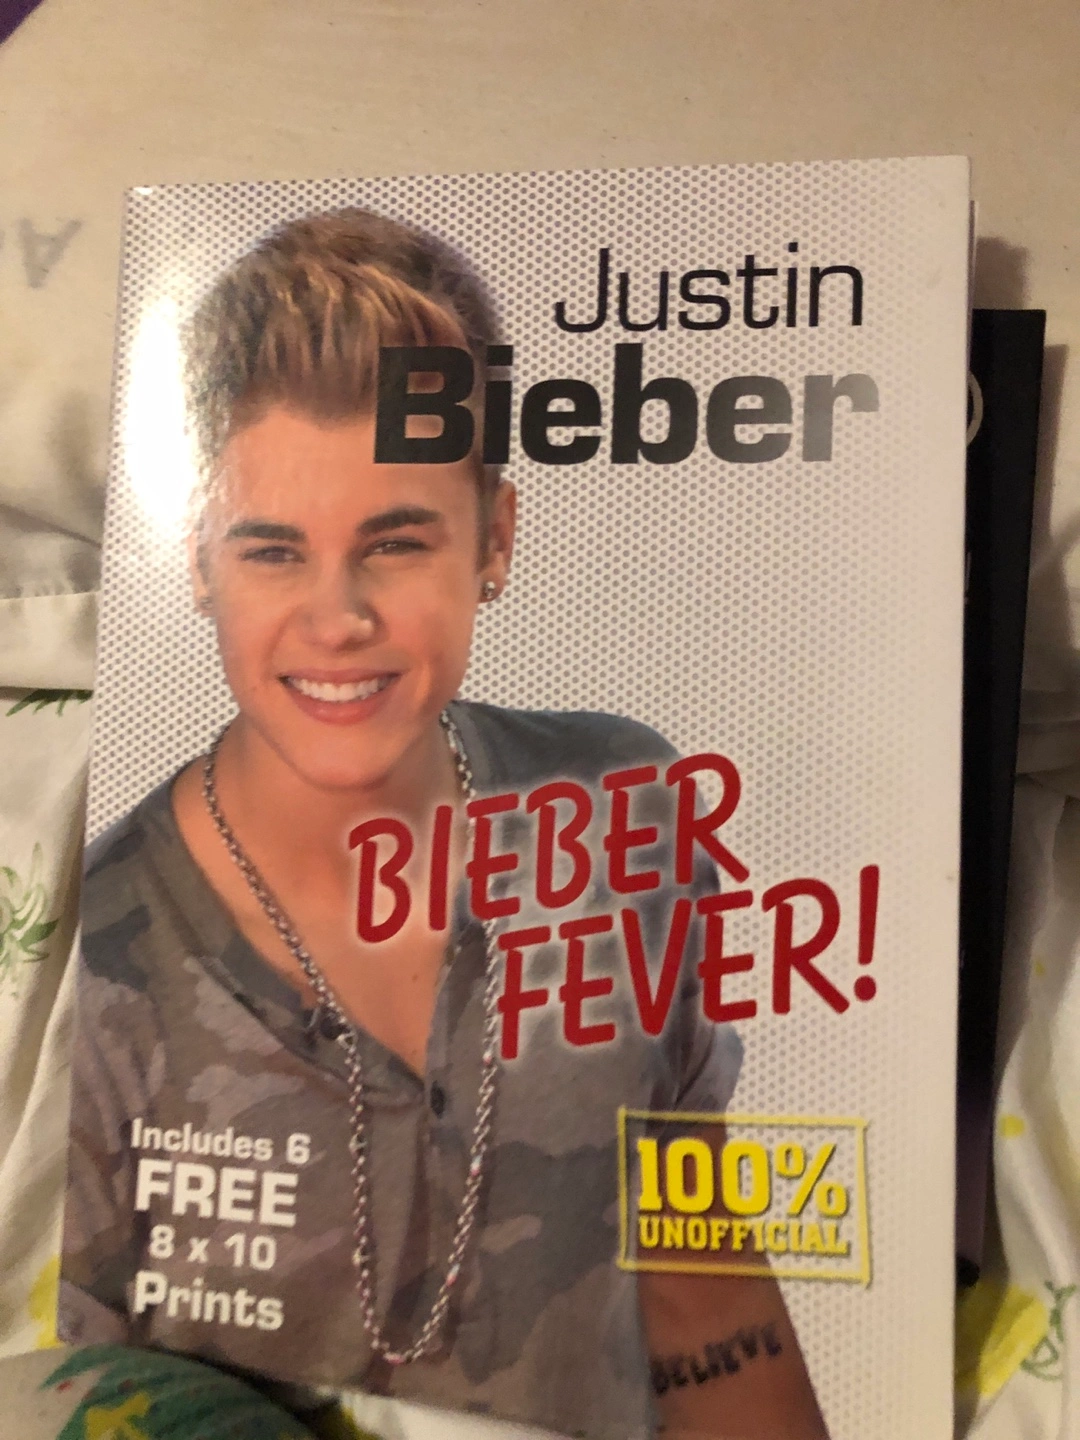 Justin
Bieber
BIEBER
FEVER!
Includes 6
FREE
8 x 10
Prints
100%
UNOFFICIAL
BELIEVE